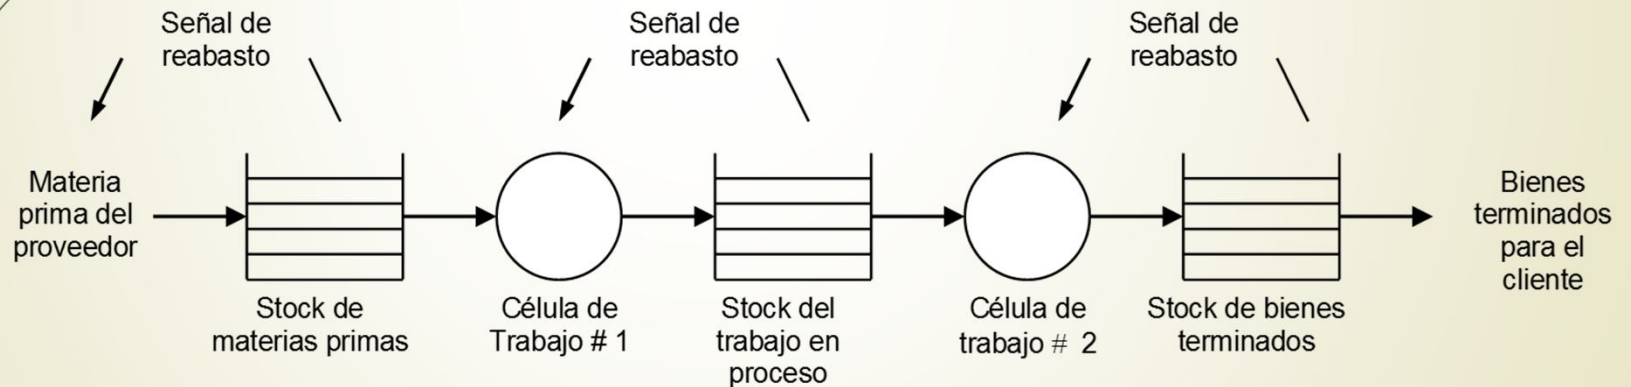 Señal de
reabasto
Señal de
reabasto
Señal de
reabasto
Materia
prima del
proveedor
Bienes
terminados
para el
cliente
Stock de
materias primas
Célula de
Trabajo # 1
Stock del
trabajo en
proceso
Célula de
trabajo # 2
Stock de bienes
terminados